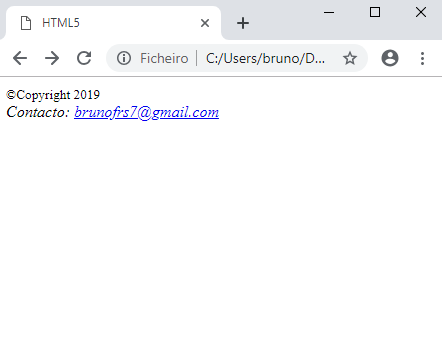 HTML5
Ficheiro | C:/Users/bruno/D...
©Copyright 2019
Contacto: brunofrs7@gmail.com